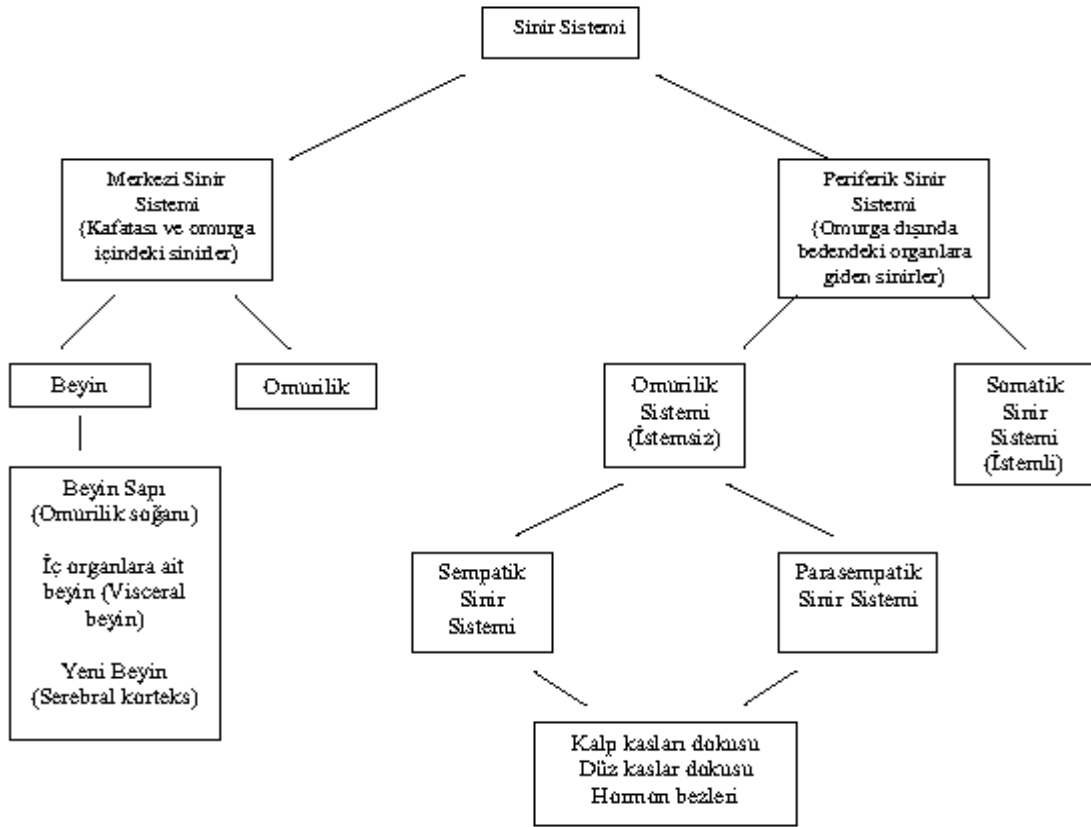 Sinir Sistemi
Merkezi Sinir
Sistemi
(Kafatası ve omurga
içindeki sinirler)
Periferik Sinir
Sistemi
(Omurga dışında
bedendeki organlara
giden sinirler)
Beyin
Omurilik
Omurilik
Sistemi
(İstemsiz)
Somatik
Sinir
Sistemi
(İstemli)
Beyin Sapı
(Omurilik soğanı)
İç organlara ait
beyin (Visceral
beyin)
Yeni Beyin
(Serebral korteks)
Sempatik
Sinir
Sistemi
Parasempatik
Sinir Sistemi
Kalp kasları dokusu
Düz kaslar dokusu
Hormon bezleri